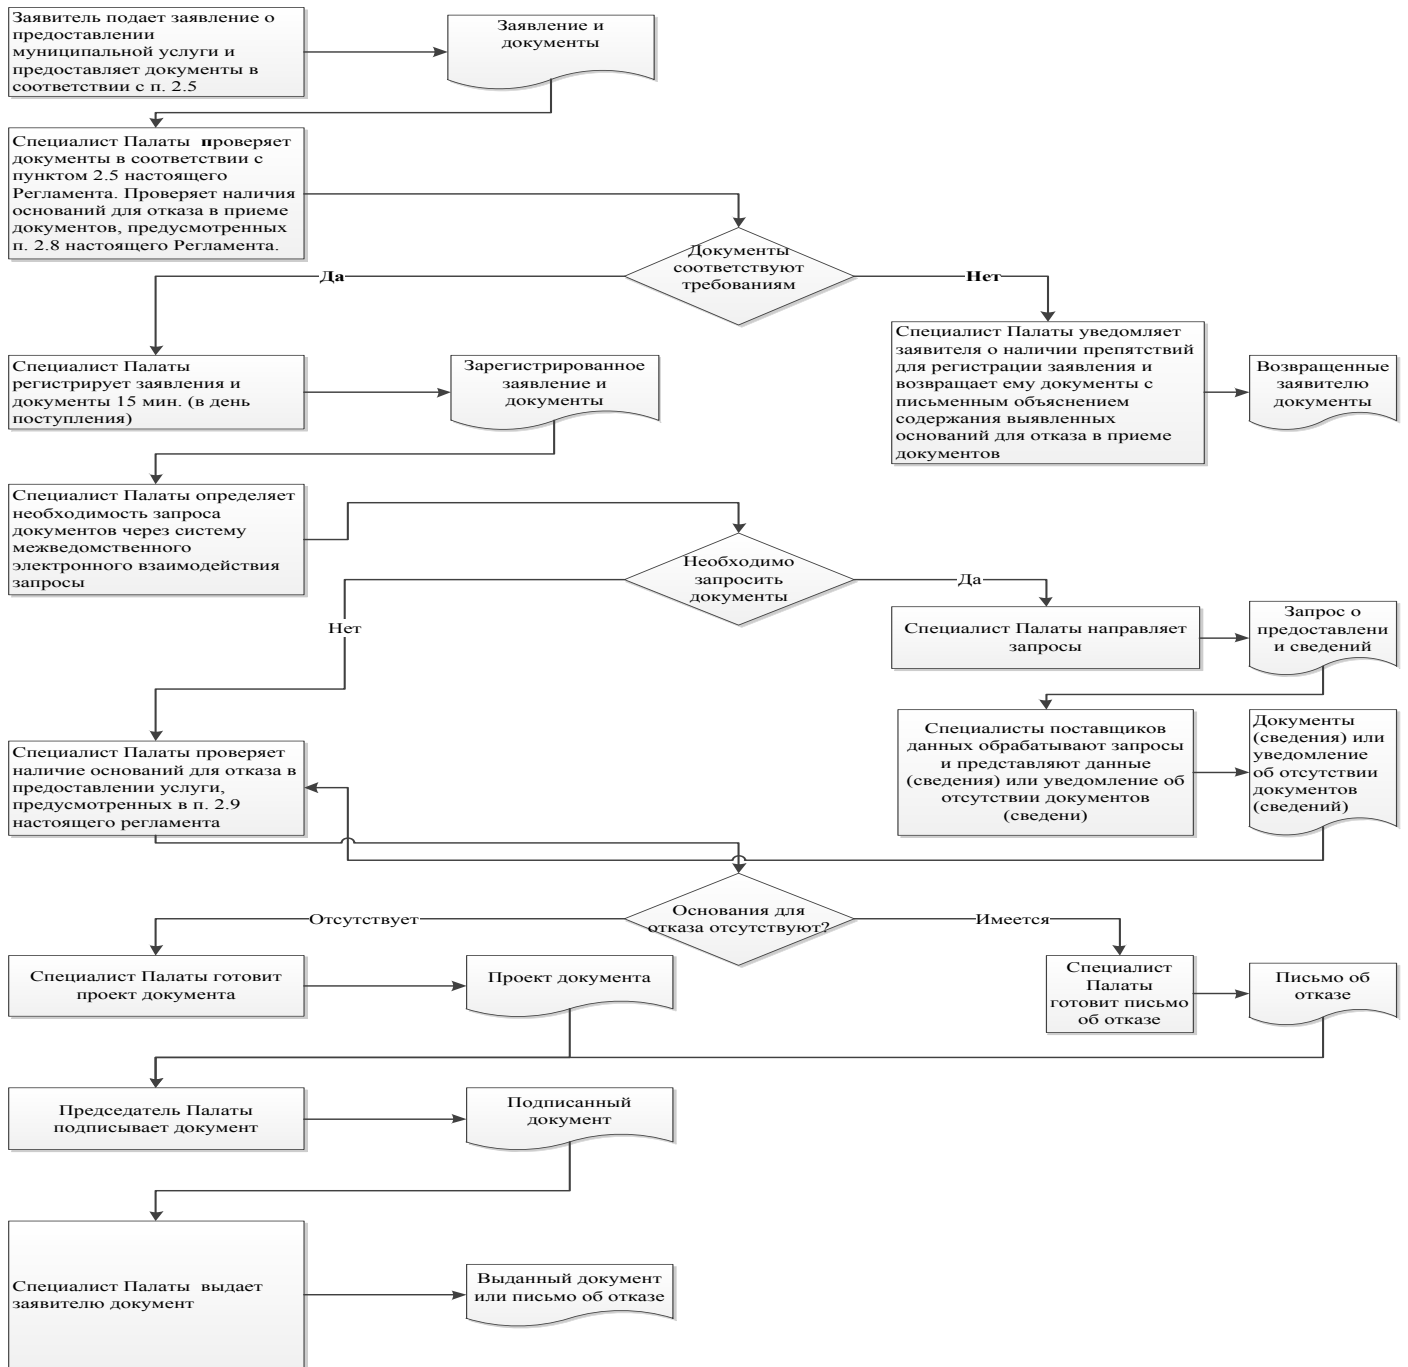 Заявитель подает заявление о
предоставлении
муниципальной услуги и
предоставляет документы в
соответствии с п. 2.5
Заявление и
документы
Специалист Палаты проверяет
документы в соответствии с
пунктом 2.5 настоящего
Регламента. Проверяет наличия
оснований для отказа в приеме
документов, предусмотренных
п. 2.8 настоящего Регламента.
Документы
соответствуют
требованиям
Да
Нет
Специалист Палаты
регистрирует заявления и
документы 15 мин. (в день
поступления)
Зарегистрированное
заявление и
документы
Специалист Палаты уведомляет
заявителя о наличии препятствий
для регистрации заявления и
возвращает ему документы с
письменным объяснением
содержания выявленных
оснований для отказа в приеме
документов
Возвращенные
заявителю
документы
Специалист Палаты определяет
необходимость запроса
документов через систему
межведомственного
электронного взаимодействия
запросы
Необходимо
запросить
документы
Да
Нет
Специалист Палаты направляет
запросы
Запрос о
предоставлени
и сведений
Специалисты поставщиков
данных обрабатывают запросы
и представляют данные
(сведения) или уведомление об
отсутствии документов
(сведени)
Документы
(сведения) или
уведомление
об отсутствии
документов
(сведений)
Специалист Палаты проверяет
наличие оснований для отказа в
предоставлении услуги,
предусмотренных в п. 2.9
настоящего регламента
Основания для
отказа отсутствуют?
Отсутствует
Имеется
Специалист Палаты готовит
проект документа
Проект документа
Специалист
Палаты
готовит письмо
об отказе
Письмо об
отказе
Председатель Палаты
подписывает документ
Подписанный
документ
Специалист Палаты выдает
заявителю документ
Выданный документ
или письмо об отказе